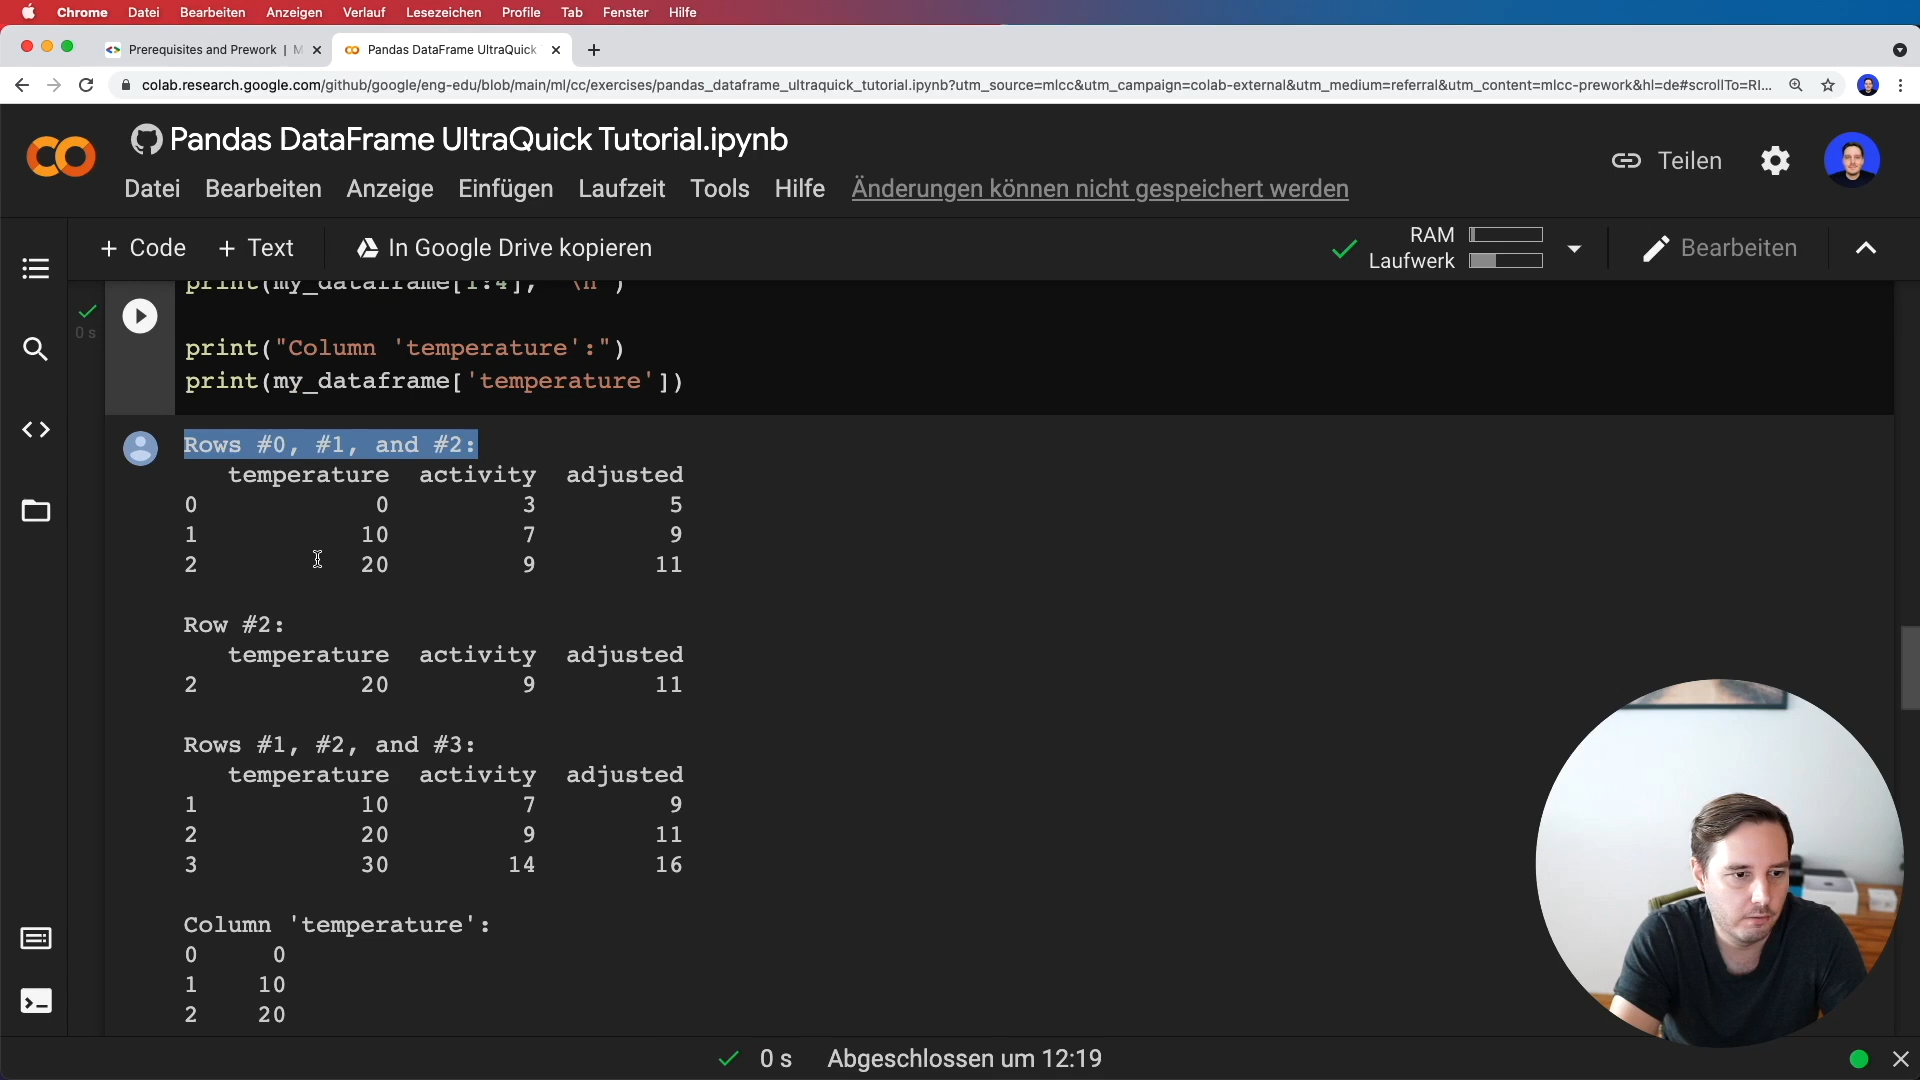 Chrome Datei Bearbeiten Anzeigen Verlauf Lesezeichen Profile Tab Fenster Hilfe
Prerequisites and Prework | M
Pandas DataFrame UltraQuick
colab.research.google.com/github/google/eng-edu/blob/main/ml/cc/exercises/pandas_dataframe_ultraquick_tutorial.ipynb?utm_source=mlcc&utm_campaign=colab-external&utm_medium=referral&utm_content=mlcc-prework&hl=de#scrollTo=RI...
Pandas DataFrame UltraQuick Tutorial.ipynb
Teilen
Datei Bearbeiten Anzeige Einfügen Laufzeit Tools Hilfe Änderungen können nicht gespeichert werden
+ Code + Text In Google Drive kopieren
RAM
Laufwerk
Bearbeiten
print(my_dataframe[1:4], '\n')
0 s
print("Column 'temperature':")
print(my_dataframe['temperature'])
Rows #0, #1, and #2:
temperature activity adjusted
0 0 3 5
1 10 7 9
2 20 9 11
Row #2:
temperature activity adjusted
2 20 9 11
Rows #1, #2, and #3:
temperature activity adjusted
1 10 7 9
2 20 9 11
3 30 14 16
Column 'temperature':
0 0
1 10
2 20
0 s Abgeschlossen um 12:19